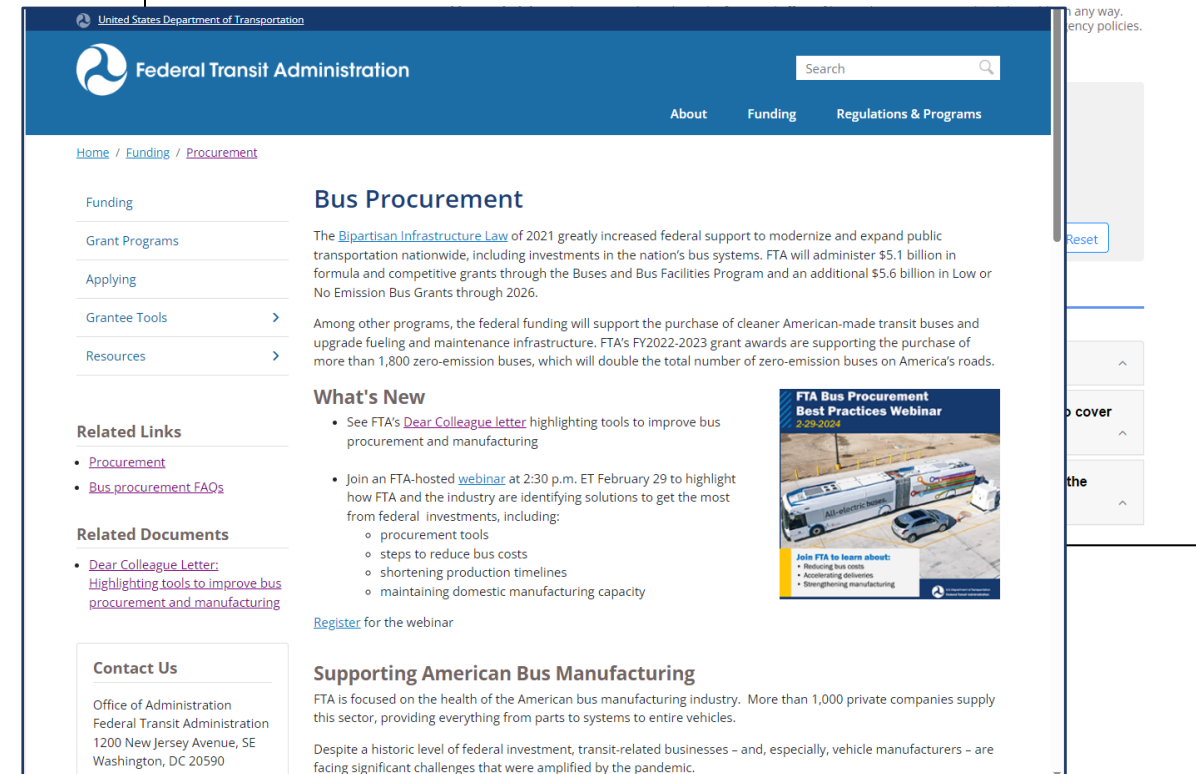 n any way.
ency policies.
United States Department of Transportation
Federal Transit Administration
Search
About Funding Regulations & Programs
Home / Funding / Procurement
Funding
Grant Programs
Applying
Grantee Tools
Resources
Related Links
• Procurement
• Bus procurement FAQs
Related Documents
• Dear Colleague Letter:
Highlighting tools to improve bus
procurement and manufacturing
Contact Us
Office of Administration
Federal Transit Administration
1200 New Jersey Avenue, SE
Washington, DC 20590
Bus Procurement
The Bipartisan Infrastructure Law of 2021 greatly increased federal support to modernize and expand public
transportation nationwide, including investments in the nation's bus systems. FTA will administer $5.1 billion in
formula and competitive grants through the Buses and Bus Facilities Program and an additional $5.6 billion in Low or
No Emission Bus Grants through 2026.
Among other programs, the federal funding will support the purchase of cleaner American-made transit buses and
upgrade fueling and maintenance infrastructure. FTA's FY2022-2023 grant awards are supporting the purchase of
more than 1,800 zero-emission buses, which will double the total number of zero-emission buses on America's roads.
What's New
• See FTA's Dear Colleague letter highlighting tools to improve bus
procurement and manufacturing
• Join an FTA-hosted webinar at 2:30 p.m. ET February 29 to highlight
how FTA and the industry are identifying solutions to get the most
from federal investments, including:
◦ procurement tools
◦ steps to reduce bus costs
◦ shortening production timelines
◦ maintaining domestic manufacturing capacity
Register for the webinar
FTA Bus Procurement
Best Practices Webinar
2-29-2024
All-electric buses.
Join FTA to learn about:
• Reducing bus costs
• Accelerating deliveries
• Strengthening manufacturing
Supporting American Bus Manufacturing
FTA is focused on the health of the American bus manufacturing industry. More than 1,000 private companies supply
this sector, providing everything from parts to systems to entire vehicles.
Despite a historic level of federal investment, transit-related businesses – and, especially, vehicle manufacturers – are
facing significant challenges that were amplified by the pandemic.
Reset
o cover
the